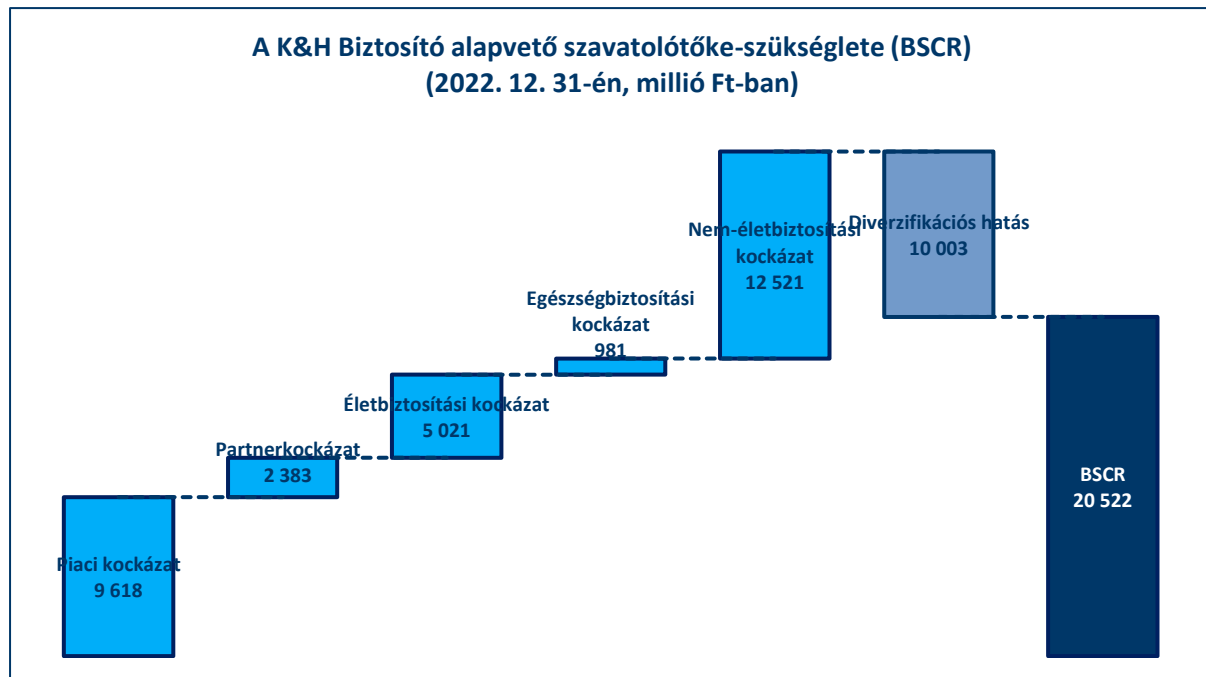 A K&H Biztosító alapvető szavatolótőke-szükséglete (BSCR)
(2022. 12. 31-én, millió Ft-ban)
Piaci kockázat
9 618
Partnerkockázat
2 383
Életbiztosítási kockázat
5 021
Egészségbiztosítási
kockázat
981
Nem-életbiztosítási
kockázat
12 521
Diverzifikációs hatás
10 003
BSCR
20 522